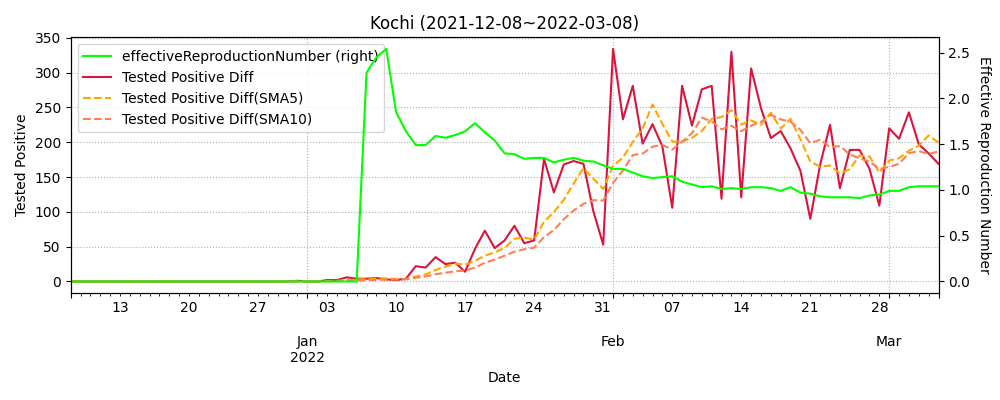 Kochi (2021-12-08~2022-03-08)
effectiveReproductionNumber (right)
Tested Positive Diff
Tested Positive Diff(SMA5)
Tested Positive Diff(SMA10)
Tested Positive
350
300
250
200
150
100
50
0
2.5
2.0
1.5
1.0
0.5
0.0
Effective Reproduction Number
13 20 27 03 10 17 24 31 07 14 21 28
Jan Feb Mar
2022
Date